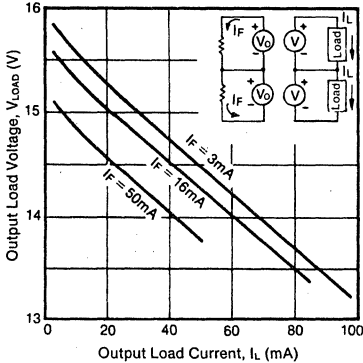 16
15
14
13
Output Load Voltage, VLOAD (V)
0 20 40 60 80 100
Output Load Current, IL (mA)
IF = 3mA
IF = 16mA
IF = 50mA
IF + VO − + V − Load IL
IF + VO − + V − Load IL